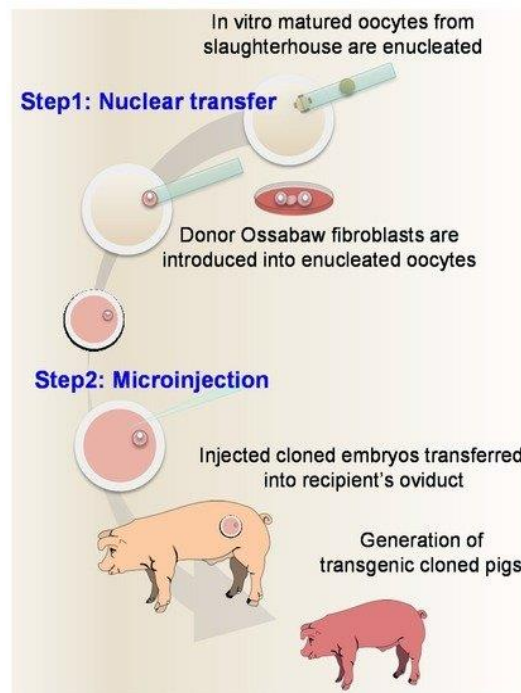 In vitro matured oocytes from
slaughterhouse are enucleated
Step1: Nuclear transfer
Donor Ossabaw fibroblasts are
introduced into enucleated oocytes
Step2: Microinjection
Injected cloned embryos transferred
into recipient's oviduct
Generation of
transgenic cloned pigs